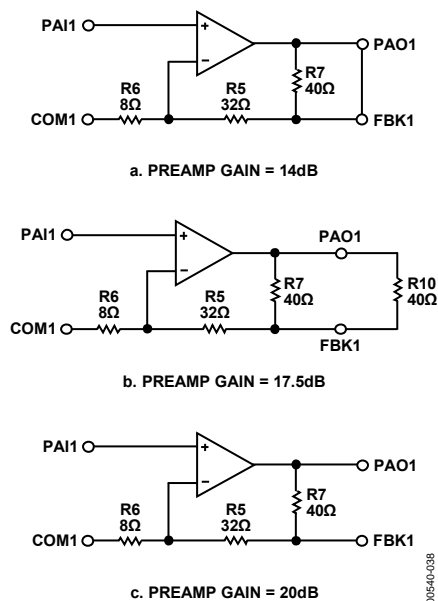 PAI1
PAO1
R6
8Ω
R5
32Ω
R7
40Ω
COM1
FBK1
a. PREAMP GAIN = 14dB
PAI1
PAO1
R6
8Ω
R5
32Ω
R7
40Ω
R10
40Ω
COM1
FBK1
b. PREAMP GAIN = 17.5dB
PAI1
PAO1
R6
8Ω
R5
32Ω
R7
40Ω
COM1
FBK1
c. PREAMP GAIN = 20dB
00540-038